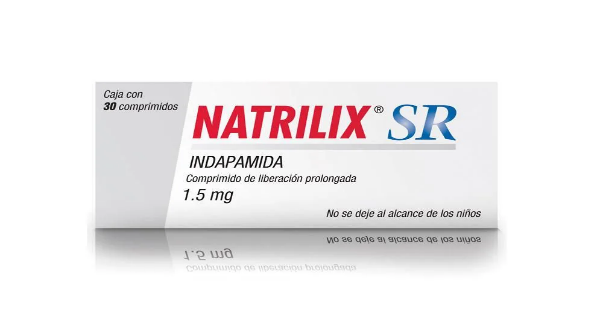 Caja con
30 comprimidos
NATRILIX® SR
INDAPAMIDA
Comprimido de liberación prolongada
1.5 mg
No se deje al alcance de los niños